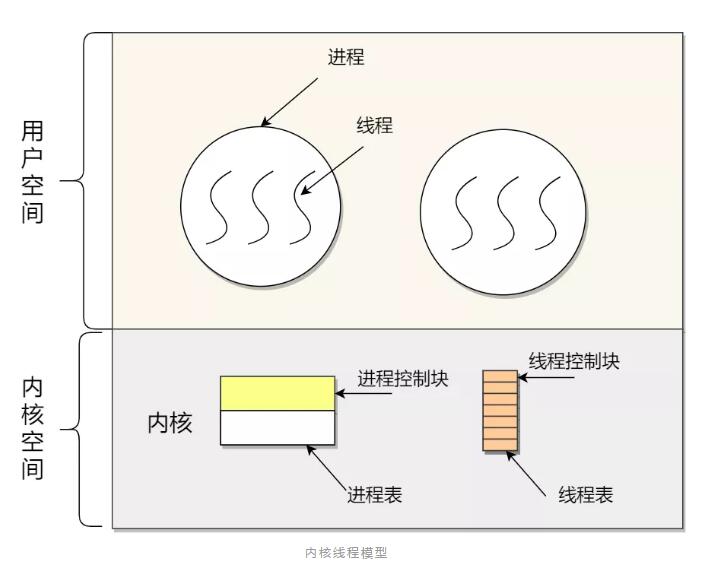 进程
线程
用户空间
线程控制块
进程控制块
内核空间
内核
进程表
线程表
内核线程模型